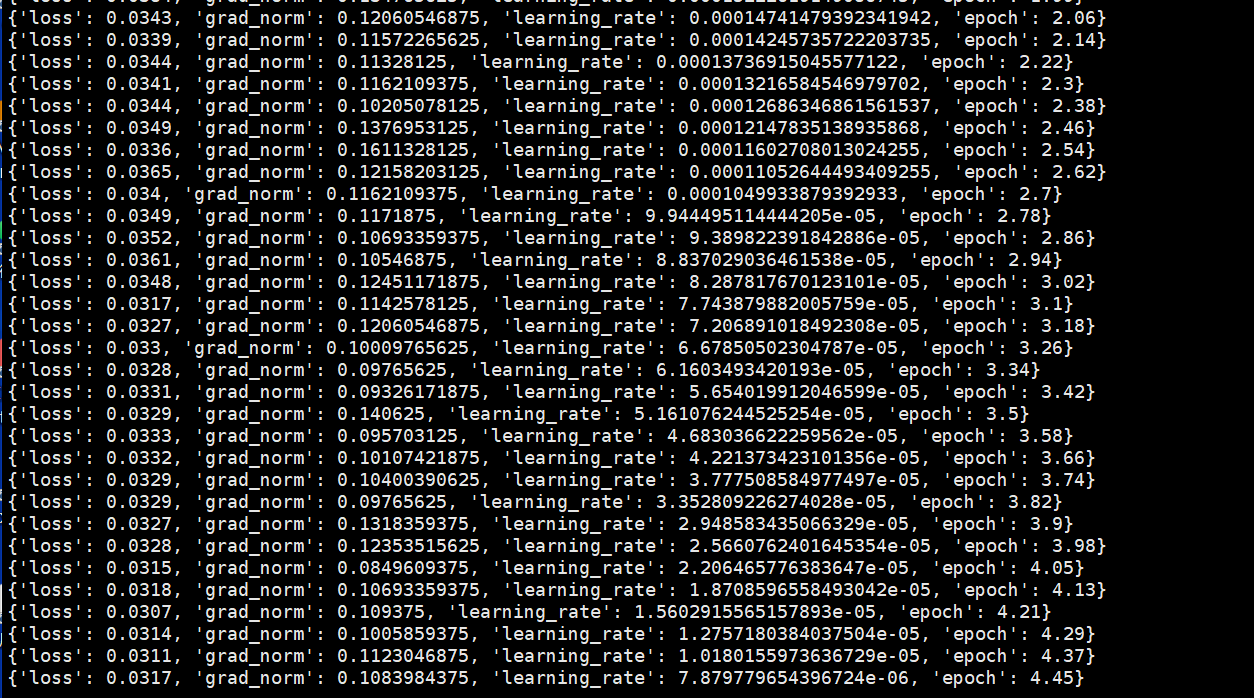 {'loss': 0.0343, 'grad_norm': 0.12060546875, 'learning_rate': 0.00014741479392341942, 'epoch': 2.06}
{'loss': 0.0339, 'grad_norm': 0.11572265625, 'learning_rate': 0.00014245735722203735, 'epoch': 2.14}
{'loss': 0.0344, 'grad_norm': 0.11328125, 'learning_rate': 0.00013736915045577122, 'epoch': 2.22}
{'loss': 0.0341, 'grad_norm': 0.1162109375, 'learning_rate': 0.00013216584546979702, 'epoch': 2.3}
{'loss': 0.0344, 'grad_norm': 0.10205078125, 'learning_rate': 0.00012686346861561537, 'epoch': 2.38}
{'loss': 0.0349, 'grad_norm': 0.1376953125, 'learning_rate': 0.00012147835138935868, 'epoch': 2.46}
{'loss': 0.0336, 'grad_norm': 0.1611328125, 'learning_rate': 0.00011602708013024255, 'epoch': 2.54}
{'loss': 0.0365, 'grad_norm': 0.12158203125, 'learning_rate': 0.00011052644493409255, 'epoch': 2.62}
{'loss': 0.034, 'grad_norm': 0.1162109375, 'learning_rate': 0.0001049933879392933, 'epoch': 2.7}
{'loss': 0.0349, 'grad_norm': 0.1171875, 'learning_rate': 9.944495114444205e-05, 'epoch': 2.78}
{'loss': 0.0352, 'grad_norm': 0.10693359375, 'learning_rate': 9.389822391842886e-05, 'epoch': 2.86}
{'loss': 0.0361, 'grad_norm': 0.10546875, 'learning_rate': 8.837029036461538e-05, 'epoch': 2.94}
{'loss': 0.0348, 'grad_norm': 0.12451171875, 'learning_rate': 8.287817670123101e-05, 'epoch': 3.02}
{'loss': 0.0317, 'grad_norm': 0.1142578125, 'learning_rate': 7.743879882005759e-05, 'epoch': 3.1}
{'loss': 0.0327, 'grad_norm': 0.12060546875, 'learning_rate': 7.206891018492308e-05, 'epoch': 3.18}
{'loss': 0.033, 'grad_norm': 0.10009765625, 'learning_rate': 6.67850502304787e-05, 'epoch': 3.26}
{'loss': 0.0328, 'grad_norm': 0.09765625, 'learning_rate': 6.1603493420193e-05, 'epoch': 3.34}
{'loss': 0.0331, 'grad_norm': 0.09326171875, 'learning_rate': 5.654019912046599e-05, 'epoch': 3.42}
{'loss': 0.0329, 'grad_norm': 0.140625, 'learning_rate': 5.161076244525254e-05, 'epoch': 3.5}
{'loss': 0.0333, 'grad_norm': 0.095703125, 'learning_rate': 4.683036622259562e-05, 'epoch': 3.58}
{'loss': 0.0332, 'grad_norm': 0.10107421875, 'learning_rate': 4.221373423101356e-05, 'epoch': 3.66}
{'loss': 0.0329, 'grad_norm': 0.10400390625, 'learning_rate': 3.777508584977497e-05, 'epoch': 3.74}
{'loss': 0.0329, 'grad_norm': 0.09765625, 'learning_rate': 3.352809226274028e-05, 'epoch': 3.82}
{'loss': 0.0327, 'grad_norm': 0.1318359375, 'learning_rate': 2.948583435066329e-05, 'epoch': 3.9}
{'loss': 0.0328, 'grad_norm': 0.12353515625, 'learning_rate': 2.5660762401645354e-05, 'epoch': 3.98}
{'loss': 0.0315, 'grad_norm': 0.0849609375, 'learning_rate': 2.206465776383647e-05, 'epoch': 4.05}
{'loss': 0.0318, 'grad_norm': 0.10693359375, 'learning_rate': 1.8708596558493042e-05, 'epoch': 4.13}
{'loss': 0.0307, 'grad_norm': 0.109375, 'learning_rate': 1.5602915565157893e-05, 'epoch': 4.21}
{'loss': 0.0314, 'grad_norm': 0.1005859375, 'learning_rate': 1.2757180384037504e-05, 'epoch': 4.29}
{'loss': 0.0311, 'grad_norm': 0.1123046875, 'learning_rate': 1.0180155973636729e-05, 'epoch': 4.37}
{'loss': 0.0317, 'grad_norm': 0.1083984375, 'learning_rate': 7.879779654396724e-06, 'epoch': 4.45}